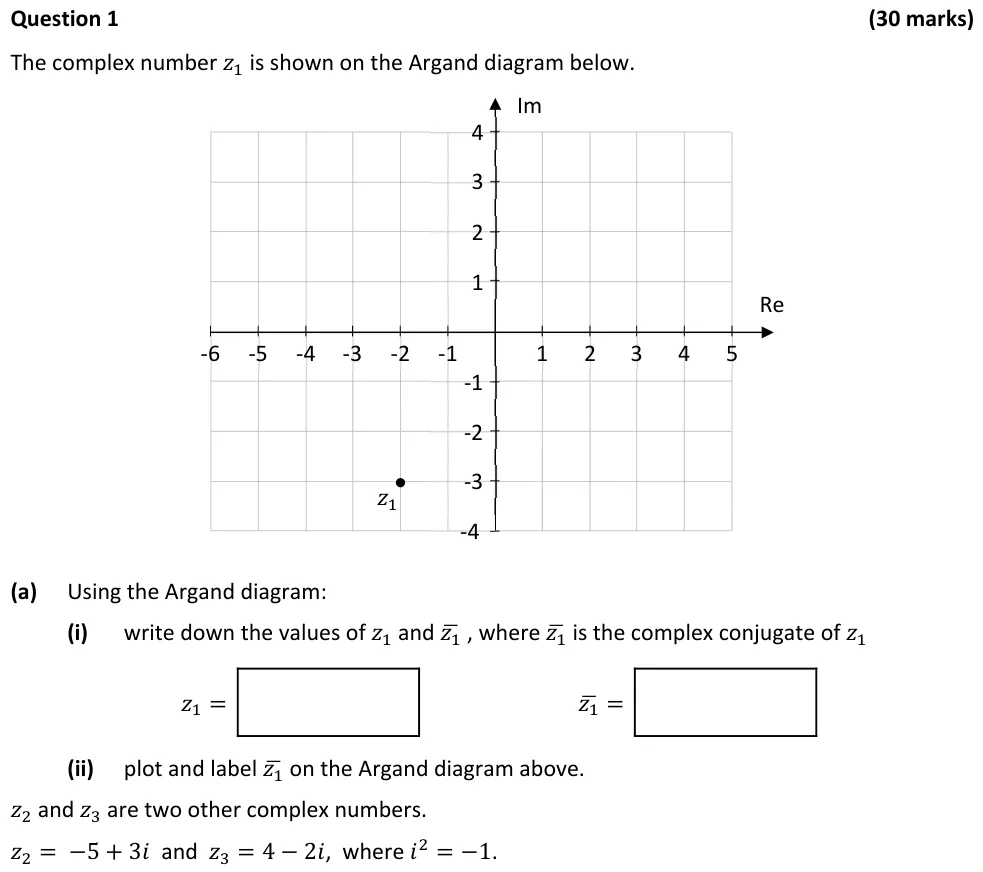 Question 1 (30 marks)
The complex number z₁ is shown on the Argand diagram below.
Im
4
3
2
1
Re
-6 -5 -4 -3 -2 -1 1 2 3 4 5
-1
-2
-3
z₁
-4
(a) Using the Argand diagram:
(i) write down the values of z₁ and z̅₁ , where z̅₁ is the complex conjugate of z₁
z₁ = z̅₁ =
(ii) plot and label z̅₁ on the Argand diagram above.
z₂ and z₃ are two other complex numbers.
z₂ = −5 + 3i and z₃ = 4 − 2i, where i² = −1.